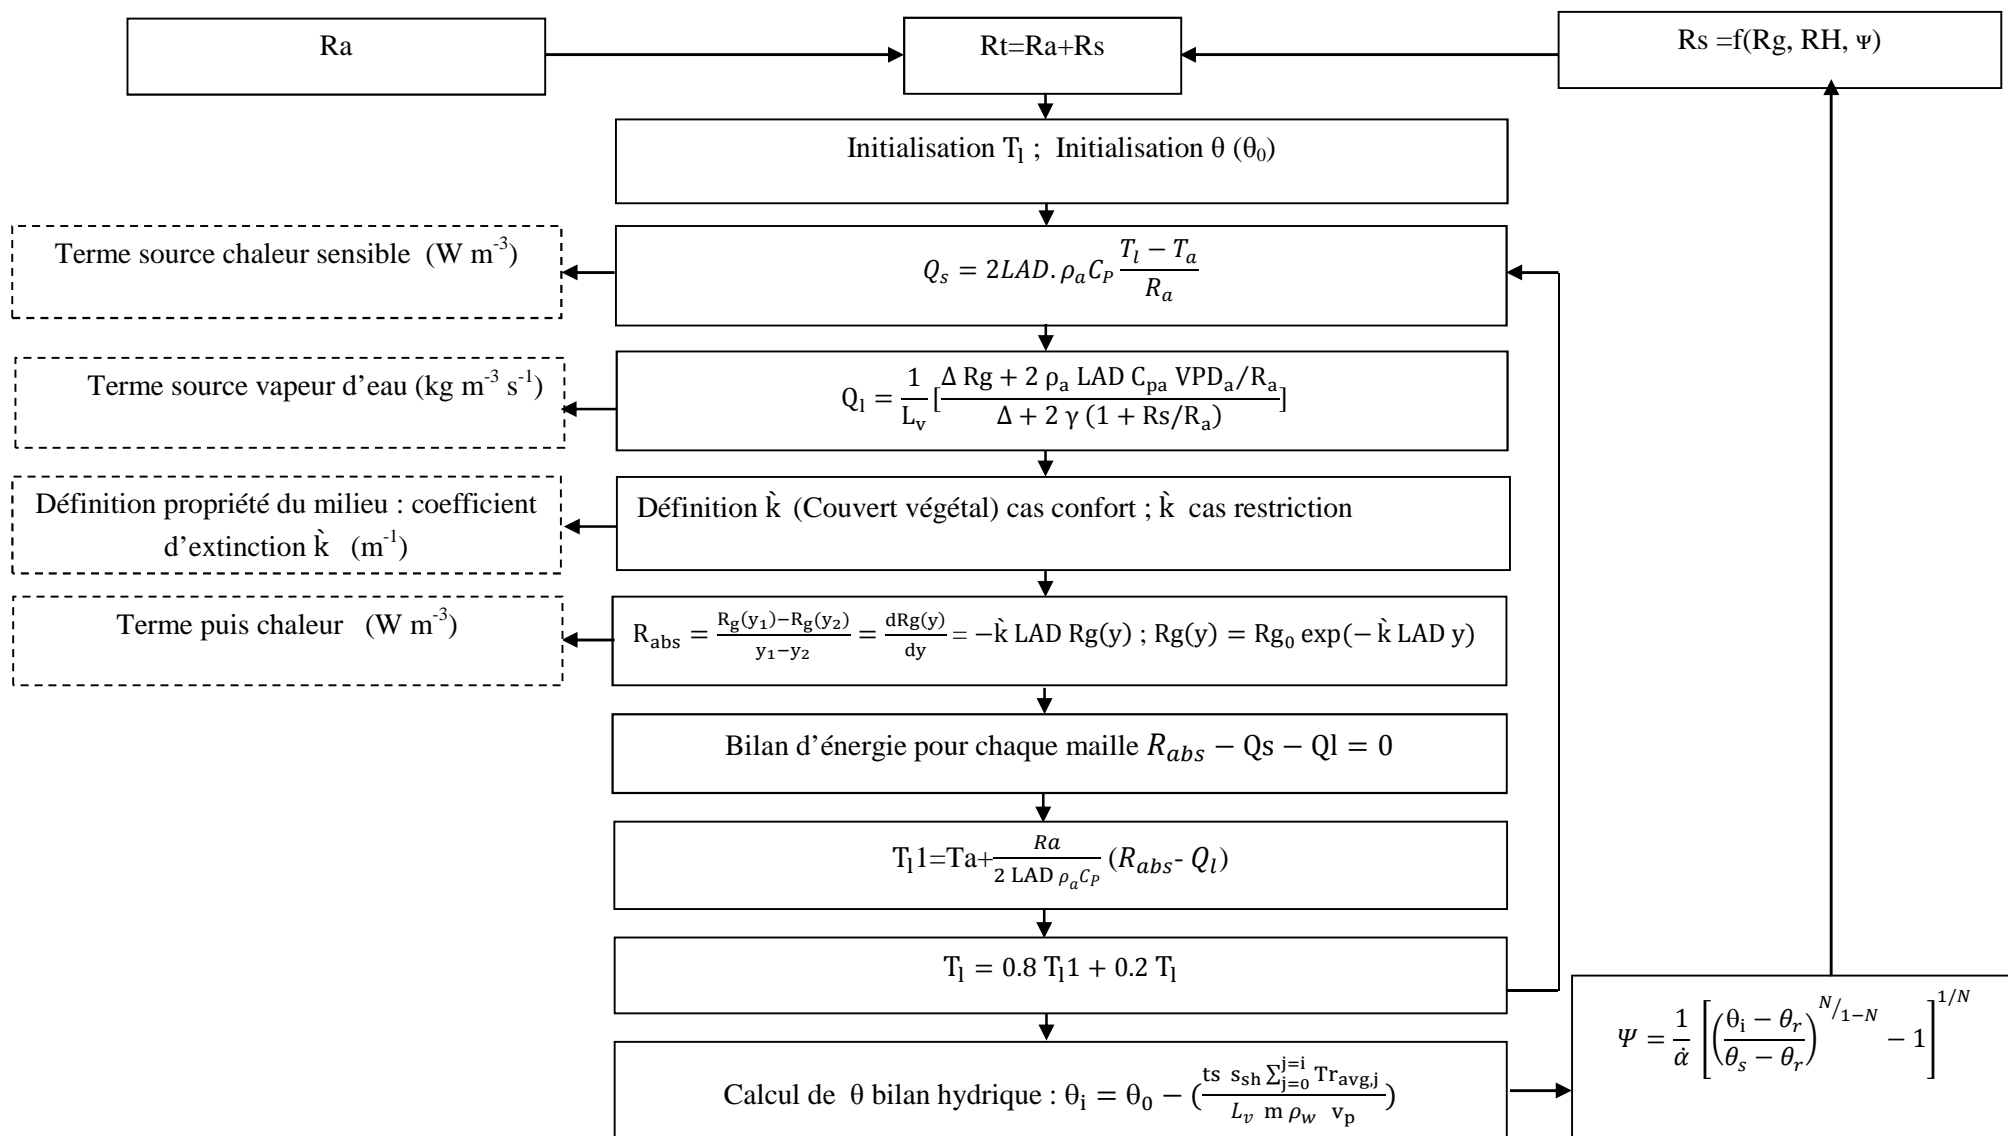 Ra
Rt=Ra+Rs
Rs =f(Rg, RH, Ψ)
Initialisation T_l ; Initialisation θ (θ_0)
Terme source chaleur sensible (W m^-3)
Q_s = 2LAD. ρ_a C_P (T_l − T_a)/R_a
Terme source vapeur d’eau (kg m^-3 s^-1)
Q_l = 1/L_v [(Δ Rg + 2 ρ_a LAD C_pa VPD_a/R_a)/(Δ + 2 γ (1 + Rs/R_a))]
Définition propriété du milieu : coefficient
d’extinction k̀ (m^-1)
Définition k̀ (Couvert végétal) cas confort ; k̀ cas restriction
Terme puis chaleur (W m^-3)
R_abs = (R_g(y_1)−R_g(y_2))/(y_1−y_2) = dRg(y)/dy = −k̀ LAD Rg(y) ; Rg(y) = Rg_0 exp(− k̀ LAD y)
Bilan d’énergie pour chaque maille R_abs − Qs − Ql = 0
T_l1=Ta+ Ra/(2 LAD ρ_a C_P) (R_abs- Q_l)
T_l = 0.8 T_l1 + 0.2 T_l
Ψ = 1/α̇ [((θ_i − θ_r)/(θ_s − θ_r))^(N/1−N) − 1]^(1/N)
Calcul de θ bilan hydrique : θ_i = θ_0 − (ts s_sh ∑_{j=0}^{j=i} Tr_avg,j / L_v m ρ_w v_p)